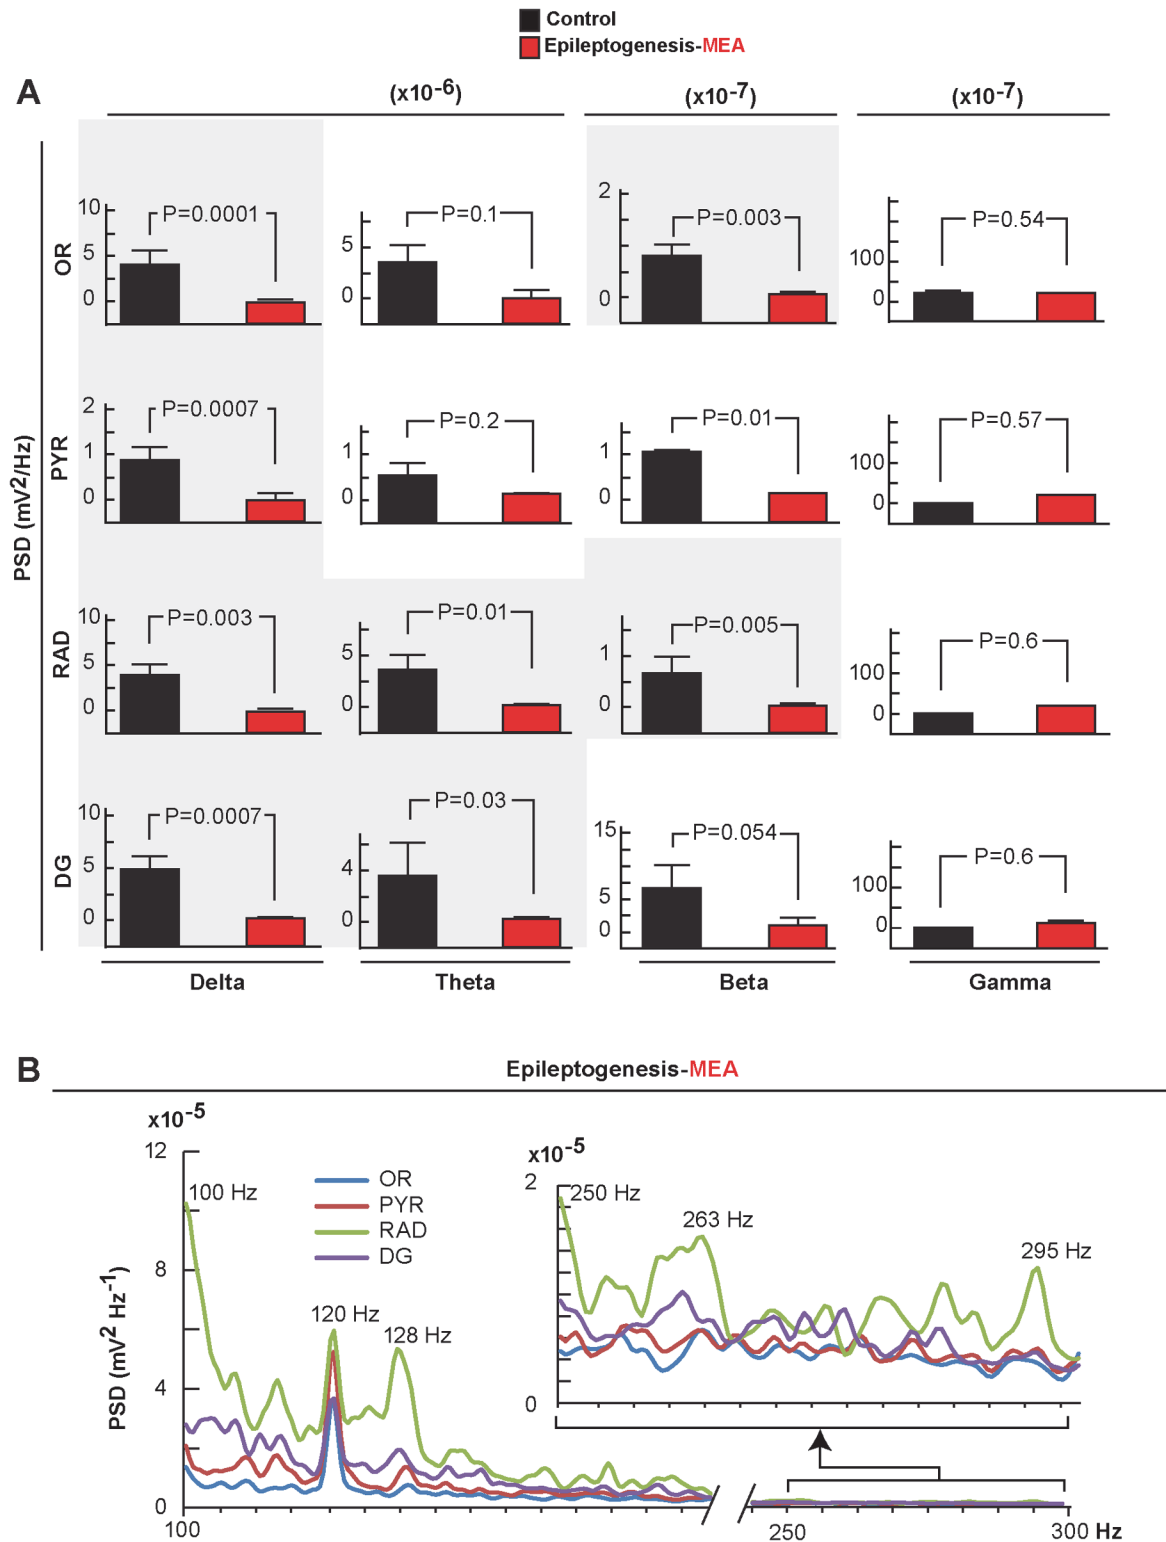 Control
Epileptogenesis-MEA
A
(x10-6) (x10-7) (x10-7)
PSD (mV2/Hz)
OR
10 5 0 P=0.0001
5 0 P=0.1
2 0 P=0.003
100 0 P=0.54
PYR
2 1 0 P=0.0007
1 0 P=0.2
1 0 P=0.01
100 0 P=0.57
RAD
10 5 0 P=0.003
5 0 P=0.01
1 0 P=0.005
100 0 P=0.6
DG
10 5 0 P=0.0007
4 0 P=0.03
15 5 0 P=0.054
100 0 P=0.6
Delta Theta Beta Gamma
B
Epileptogenesis-MEA
x10-5
12
8
4
0
PSD (mV2 Hz-1)
100 Hz
OR
PYR
RAD
DG
120 Hz
128 Hz
x10-5
2
0
250 Hz
263 Hz
295 Hz
100 250 300 Hz